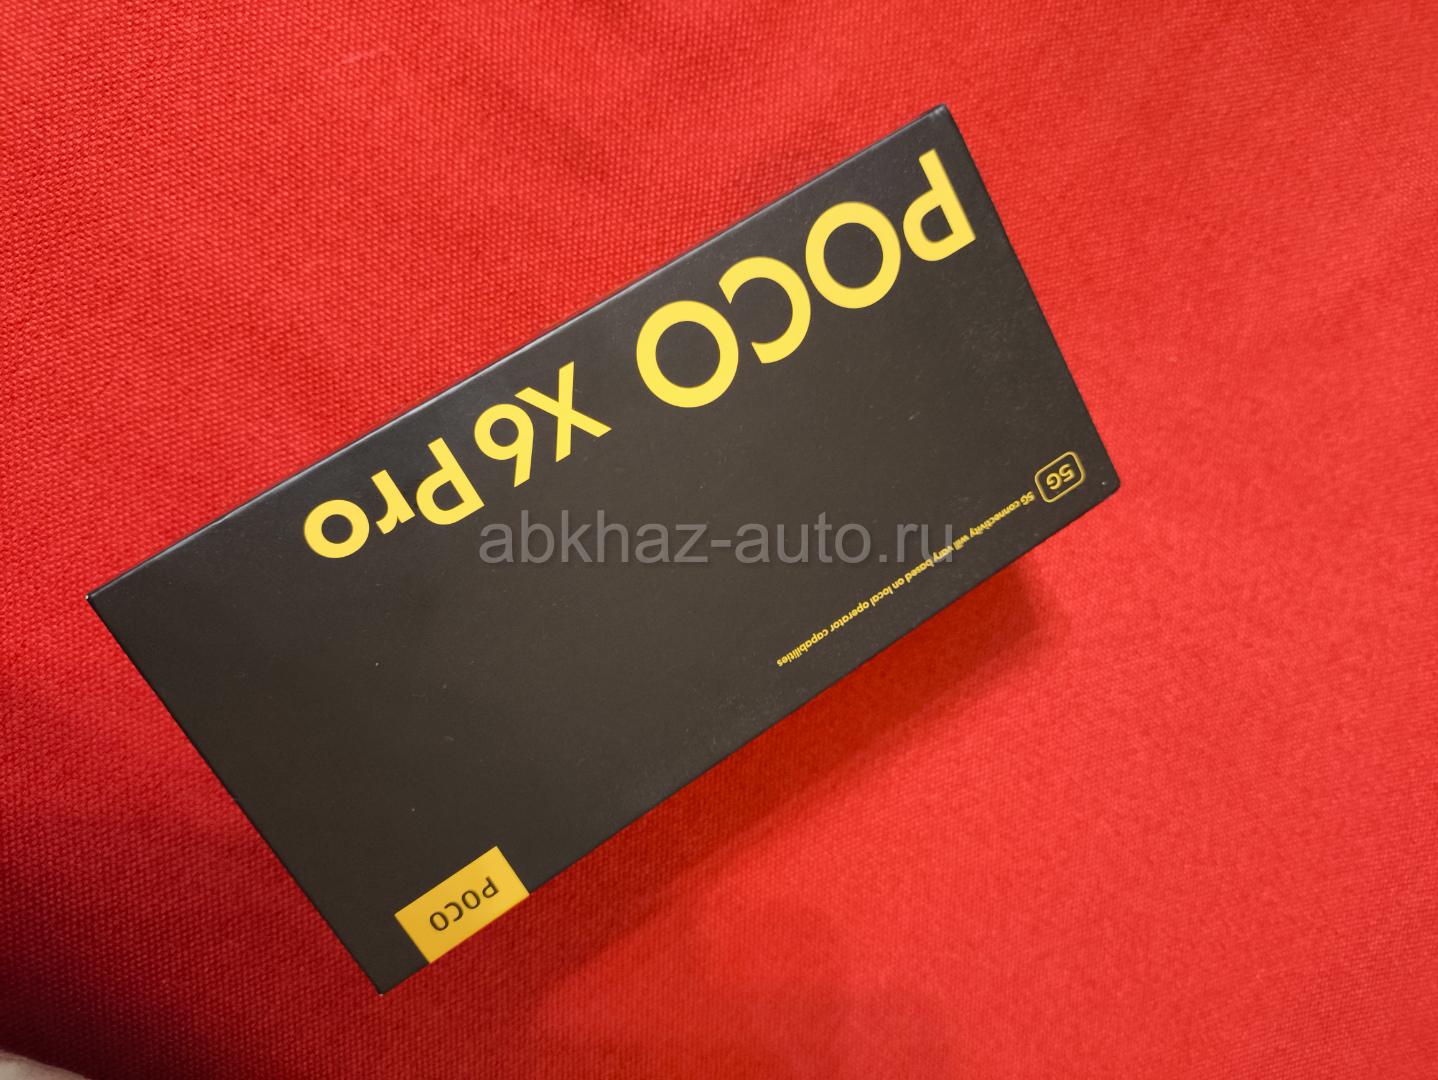 POCO X6 Pro
5G
5G connectivity will vary based on local operator capabilities
POCO
abkhaz-auto.ru